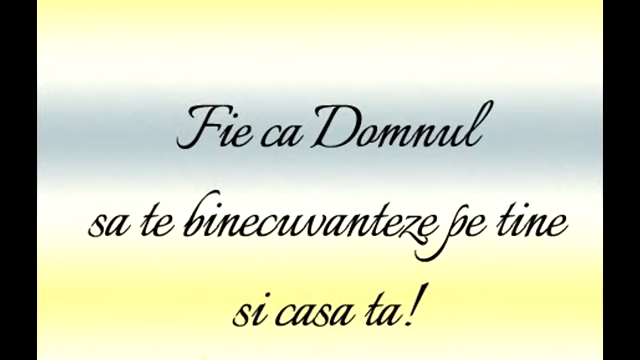 Fie ca Domnul
sa te binecuvanteze pe tine
si casa ta!